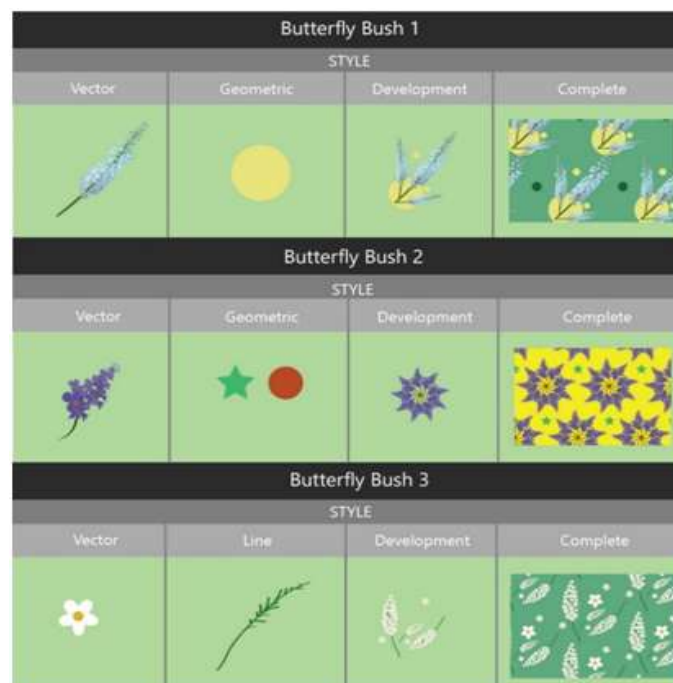 Butterfly Bush 1
STYLE
Vector Geometric Development Complete
Butterfly Bush 2
STYLE
Vector Geometric Development Complete
Butterfly Bush 3
STYLE
Vector Line Development Complete